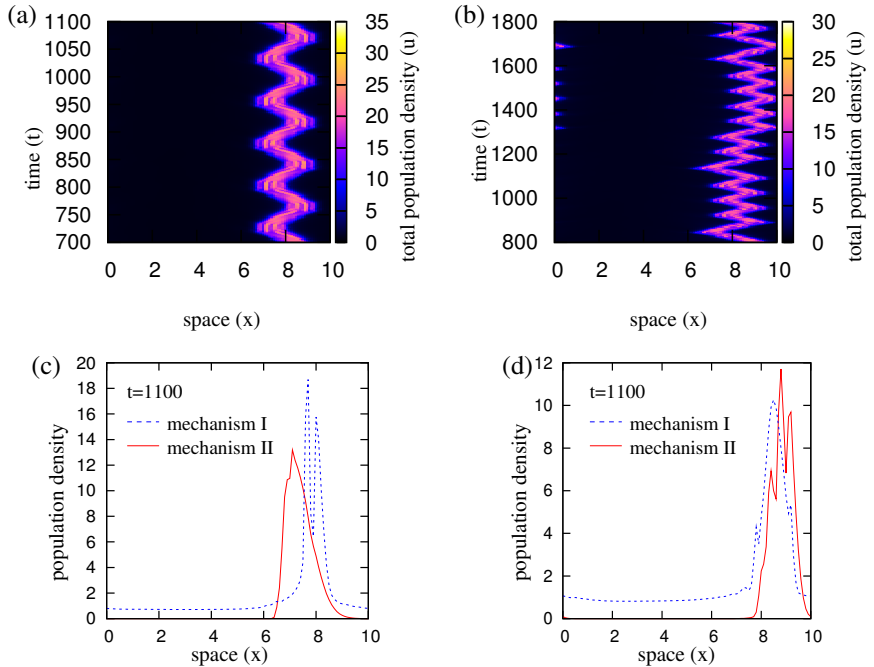 (a)
1100
1050
1000
950
900
850
800
750
700
time (t)
0 2 4 6 8 10
space (x)
35
30
25
20
15
10
5
0
total population density (u)
(b)
1800
1600
1400
1200
1000
800
time (t)
0 2 4 6 8 10
space (x)
30
25
20
15
10
5
0
total population density (u)
(c)
20
18
16
14
12
10
8
6
4
2
0
population density
t=1100
mechanism I
mechanism II
0 2 4 6 8 10
space (x)
(d)
12
10
8
6
4
2
0
population density
t=1100
mechanism I
mechanism II
0 2 4 6 8 10
space (x)